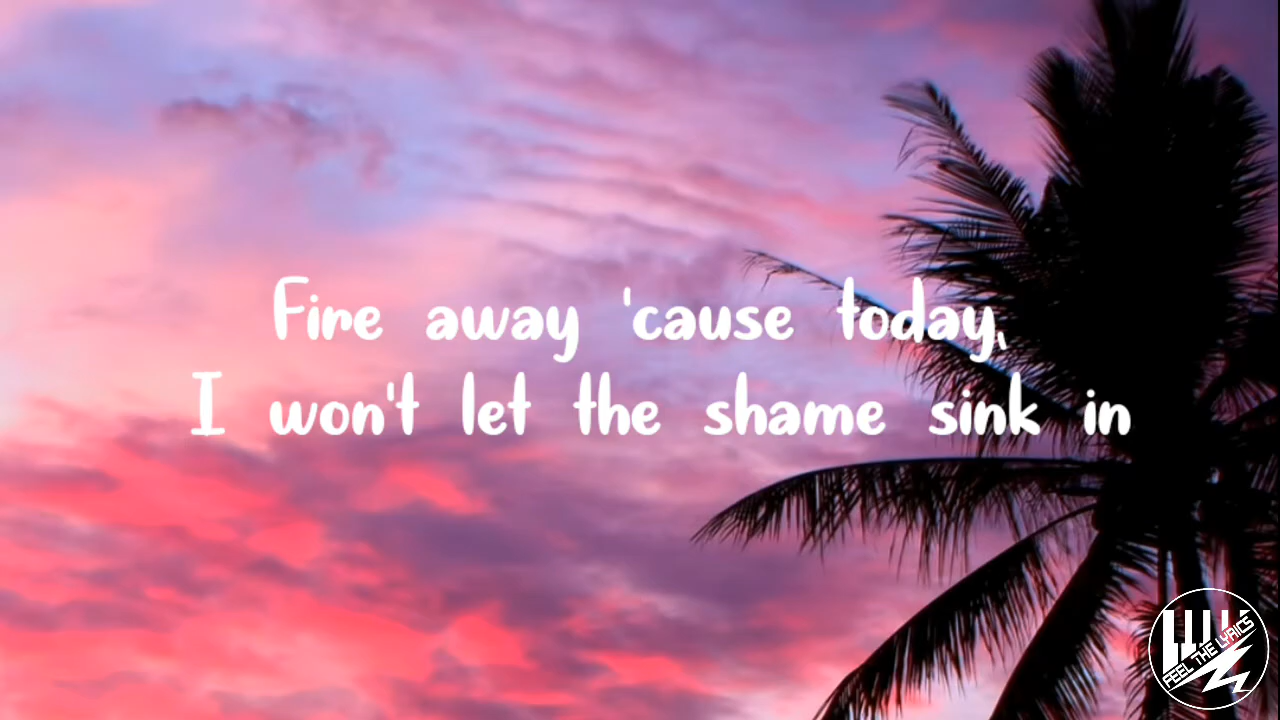 Fire away 'cause today,
I won't let the shame sink in
FEEL THE LYRICS